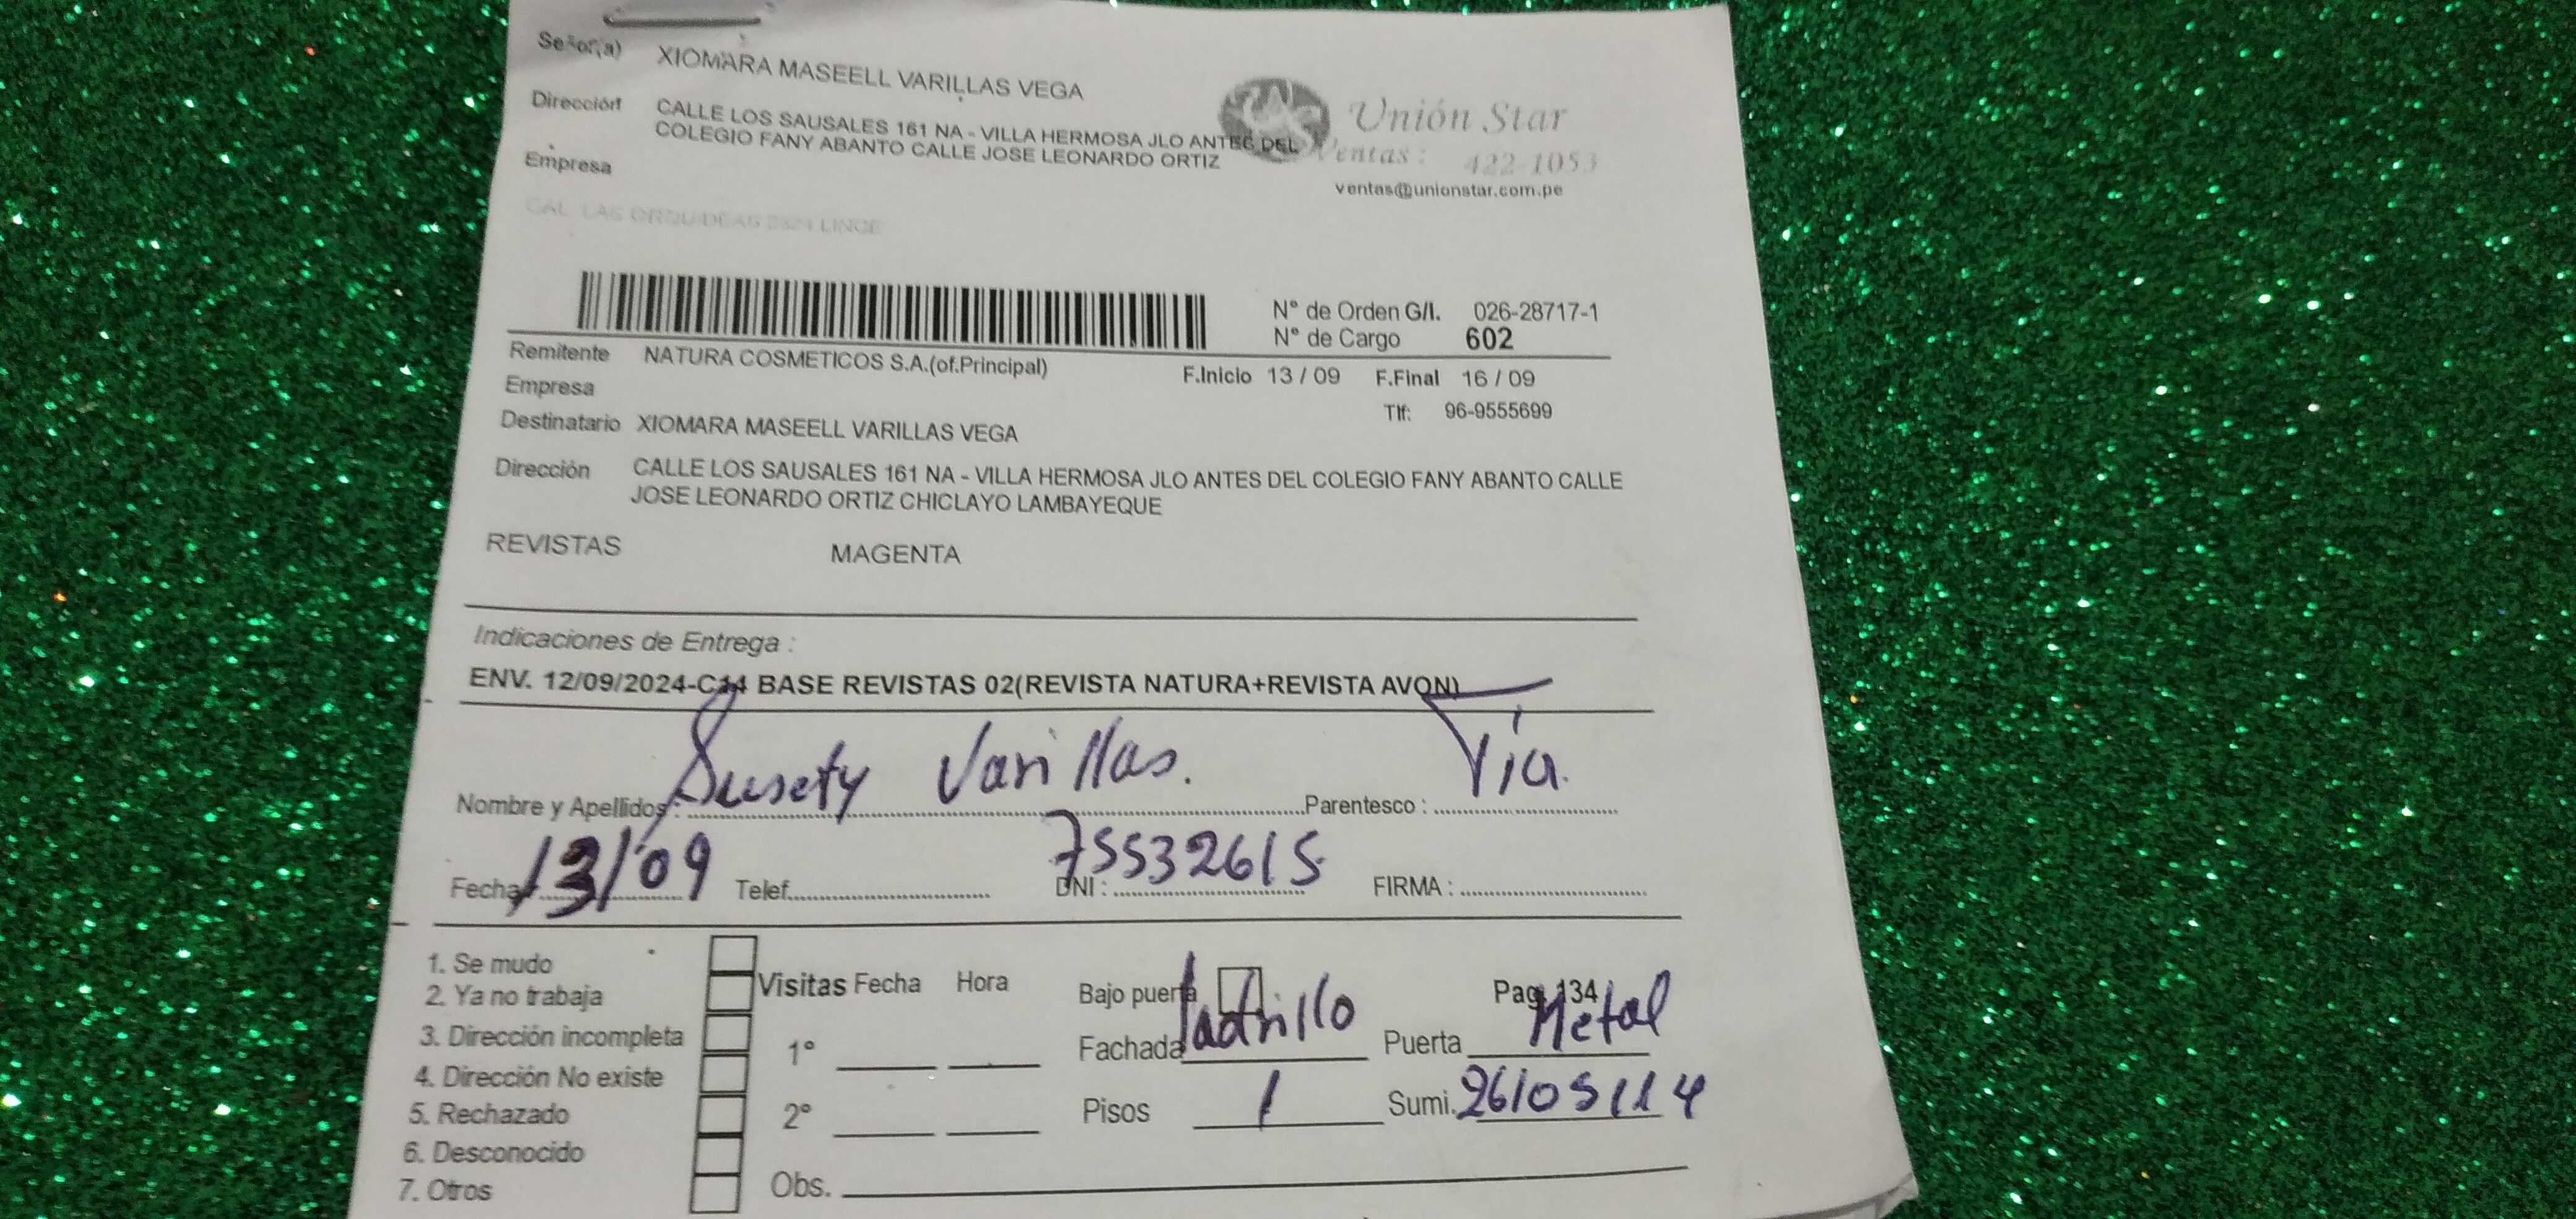 Señor(a) XIOMARA MASEELL VARILLAS VEGA
Dirección CALLE LOS SAUSALES 161 NA - VILLA HERMOSA JLO ANTES DEL
COLEGIO FANY ABANTO CALLE JOSE LEONARDO ORTIZ
Unión Star
Ventas: 422-1053
ventas@unionstar.com.pe
Empresa
CAL. LAS ORQUIDEAS LINCE
N° de Orden G/I. 026-28717-1
N° de Cargo 602
Remitente NATURA COSMETICOS S.A.(of.Principal)
F.Inicio 13 / 09 F.Final 16 / 09
Empresa
Tlf: 96-9555699
Destinatario XIOMARA MASEELL VARILLAS VEGA
Dirección CALLE LOS SAUSALES 161 NA - VILLA HERMOSA JLO ANTES DEL COLEGIO FANY ABANTO CALLE
JOSE LEONARDO ORTIZ CHICLAYO LAMBAYEQUE
REVISTAS MAGENTA
Indicaciones de Entrega :
ENV. 12/09/2024-C14 BASE REVISTAS 02(REVISTA NATURA+REVISTA AVON)
Nombre y Apellidos : Susety Varillas. Parentesco : Tía.
Fecha 13/09 Telef. DNI : 75532615 FIRMA :
1. Se mudo
2. Ya no trabaja
3. Dirección incompleta
4. Dirección No existe
5. Rechazado
6. Desconocido
7. Otros
Visitas Fecha Hora
1°
2°
Obs.
Bajo puerta Pag. 134
Fachada ladrillo Puerta Metal
Pisos 1 Sumi. 26105114